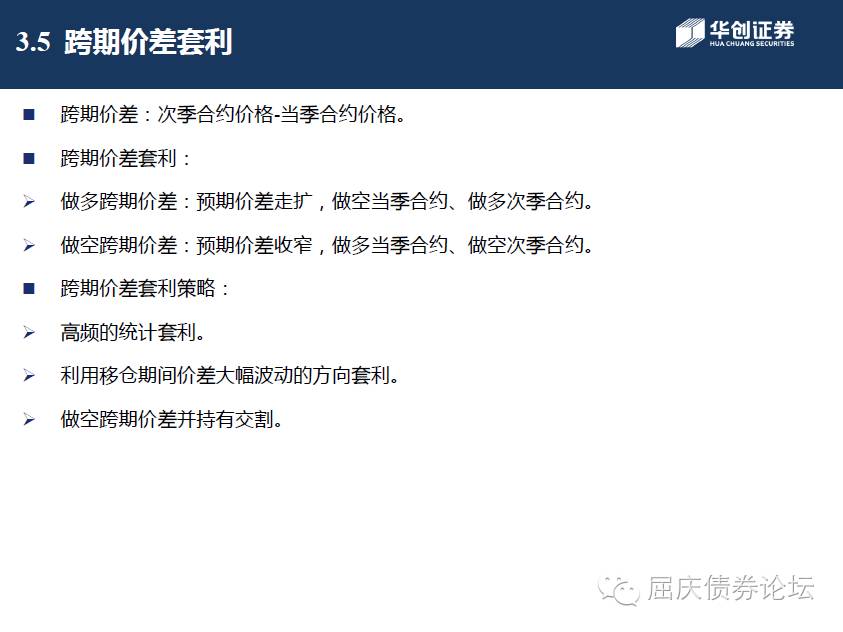 3.5 跨期价差套利
华创证券
HUA CHUANG SECURITIES
跨期价差：次季合约价格-当季合约价格。
跨期价差套利：
做多跨期价差：预期价差走扩，做空当季合约、做多次季合约。
做空跨期价差：预期价差收窄，做多当季合约、做空次季合约。
跨期价差套利策略：
高频的统计套利。
利用移仓期间价差大幅波动的方向套利。
做空跨期价差并持有交割。
屈庆债券论坛